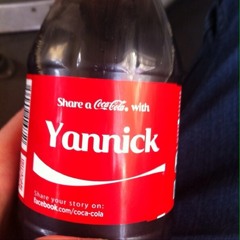 Share a Coca-Cola® with
Yannick
Share your story on:
facebook.com/coca-cola